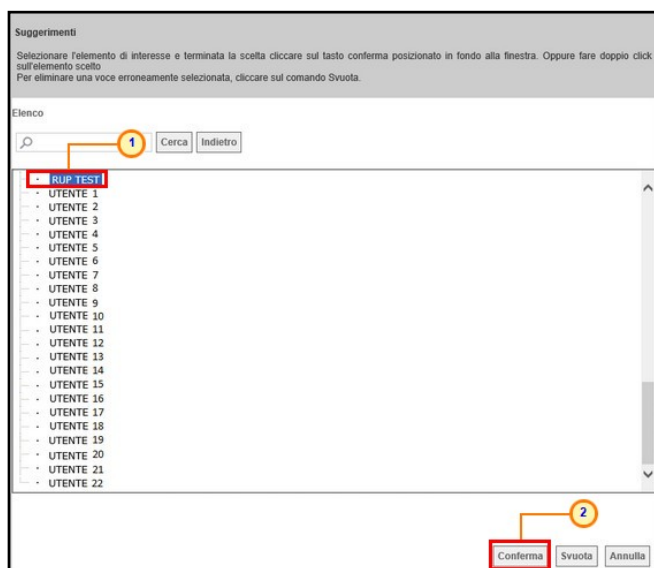 Suggerimenti
Selezionare l'elemento di interesse e terminata la scelta cliccare sul tasto conferma posizionato in fondo alla finestra. Oppure fare doppio click
sull'elemento scelto
Per eliminare una voce erroneamente selezionata, cliccare sul comando Svuota.
Elenco
1
Cerca Indietro
RUP TEST
UTENTE 1
UTENTE 2
UTENTE 3
UTENTE 4
UTENTE 5
UTENTE 6
UTENTE 7
UTENTE 8
UTENTE 9
UTENTE 10
UTENTE 11
UTENTE 12
UTENTE 13
UTENTE 14
UTENTE 15
UTENTE 16
UTENTE 17
UTENTE 18
UTENTE 19
UTENTE 20
UTENTE 21
UTENTE 22
2
Conferma Svuota Annulla